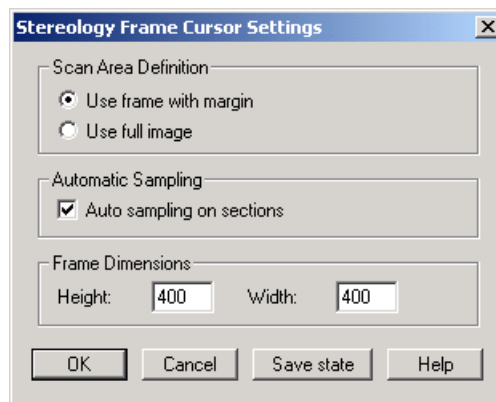 Stereology Frame Cursor Settings
Scan Area Definition
Use frame with margin
Use full image
Automatic Sampling
Auto sampling on sections
Frame Dimensions
Height: 400 Width: 400
OK Cancel Save state Help